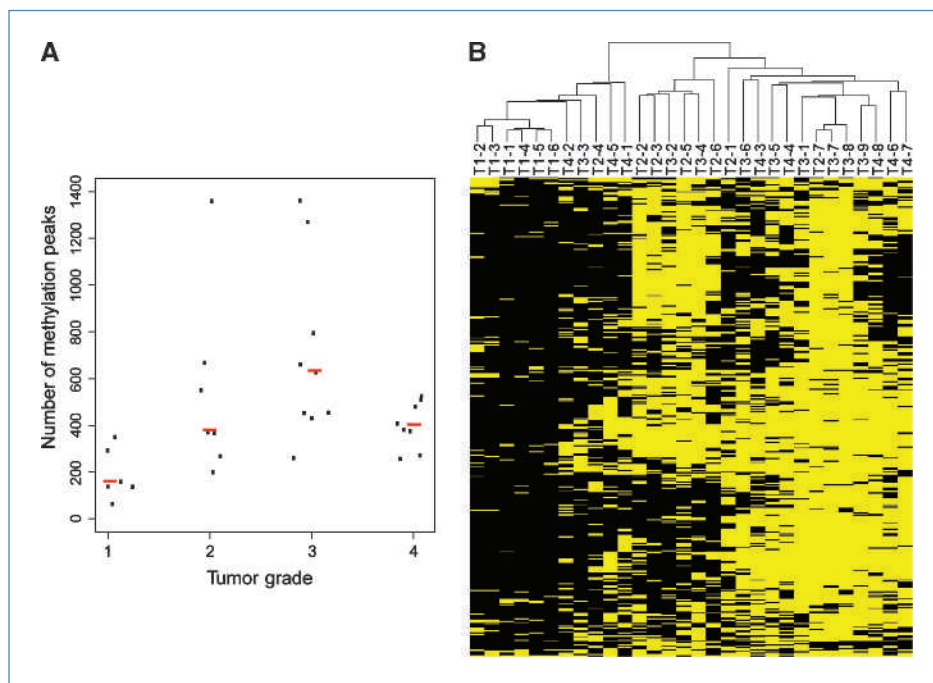 A
B
Number of methylation peaks
1400
1200
1000
800
600
400
200
0
1
2
3
4
Tumor grade
T1-2
T1-3
T1-1
T1-4
T1-5
T1-6
T4-2
T3-3
T2-4
T4-5
T4-1
T2-2
T2-3
T3-2
T2-5
T3-4
T2-6
T2-1
T3-6
T4-3
T3-5
T4-4
T3-1
T2-7
T3-7
T3-8
T3-9
T4-8
T4-6
T4-7